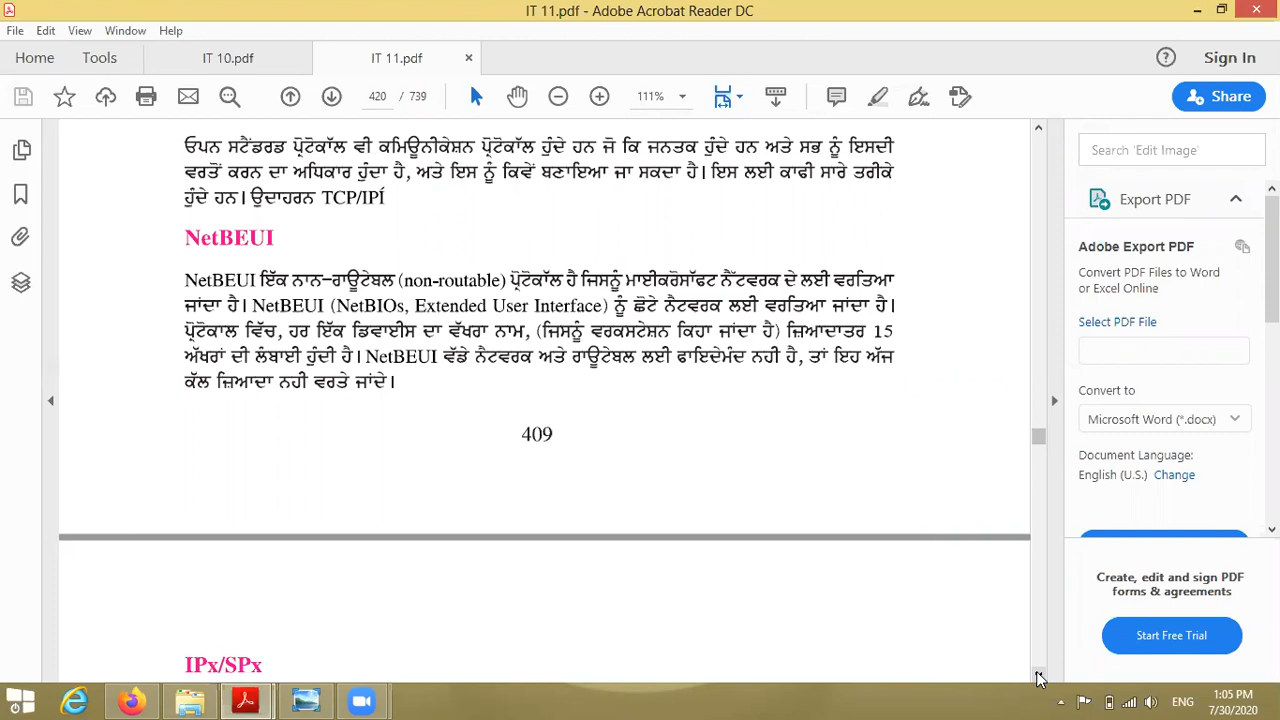 IT 11.pdf - Adobe Acrobat Reader DC
File Edit View Window Help
Home Tools IT 10.pdf IT 11.pdf × Sign In
420 / 739 111% Share
ਓਪਨ ਸਟੈਂਡਰਡ ਪ੍ਰੋਟੋਕਾੱਲ ਵੀ ਕਮਿਊਨੀਕੇਸ਼ਨ ਪ੍ਰੋਟੋਕਾੱਲ ਹੁੰਦੇ ਹਨ ਜੋ ਕਿ ਜਨਤਕ ਹੁੰਦੇ ਹਨ ਅਤੇ ਸਭ ਨੂੰ ਇਸਦੀ
ਵਰਤੋਂ ਕਰਨ ਦਾ ਅਧਿਕਾਰ ਹੁੰਦਾ ਹੈ, ਅਤੇ ਇਸ ਨੂੰ ਕਿਵੇਂ ਬਣਾਇਆ ਜਾ ਸਕਦਾ ਹੈ। ਇਸ ਲਈ ਕਾਫੀ ਸਾਰੇ ਤਰੀਕੇ
ਹੁੰਦੇ ਹਨ। ਉਦਾਹਰਨ TCP/IPÍ
NetBEUI
NetBEUI ਇੱਕ ਨਾਨ-ਰਾਊਟੇਬਲ (non-routable) ਪ੍ਰੋਟੋਕਾੱਲ ਹੈ ਜਿਸਨੂੰ ਮਾਈਕਰੋਸਾੱਫਟ ਨੈੱਟਵਰਕ ਦੇ ਲਈ ਵਰਤਿਆ
ਜਾਂਦਾ ਹੈ। NetBEUI (NetBIOs, Extended User Interface) ਨੂੰ ਛੋਟੇ ਨੈਟਵਰਕ ਲਈ ਵਰਤਿਆ ਜਾਂਦਾ ਹੈ।
ਪ੍ਰੋਟੋਕਾਲ ਵਿੱਚ, ਹਰ ਇੱਕ ਡਿਵਾਈਸ ਦਾ ਵੱਖਰਾ ਨਾਮ, (ਜਿਸਨੂੰ ਵਰਕਸਟੇਸ਼ਨ ਕਿਹਾ ਜਾਂਦਾ ਹੈ) ਜ਼ਿਆਦਾਤਰ 15
ਅੱਖਰਾਂ ਦੀ ਲੰਬਾਈ ਹੁੰਦੀ ਹੈ। NetBEUI ਵੱਡੇ ਨੈਟਵਰਕ ਅਤੇ ਰਾਊਟੇਬਲ ਲਈ ਫਾਇਦੇਮੰਦ ਨਹੀ ਹੈ, ਤਾਂ ਇਹ ਅੱਜ
ਕੱਲ ਜ਼ਿਆਦਾ ਨਹੀ ਵਰਤੇ ਜਾਂਦੇ।
409
IPx/SPx
Search 'Edit Image'
Export PDF
Adobe Export PDF
Convert PDF Files to Word
or Excel Online
Select PDF File
Convert to
Microsoft Word (*.docx)
Document Language:
English (U.S.) Change
Create, edit and sign PDF
forms & agreements
Start Free Trial
ENG
1:05 PM
7/30/2020